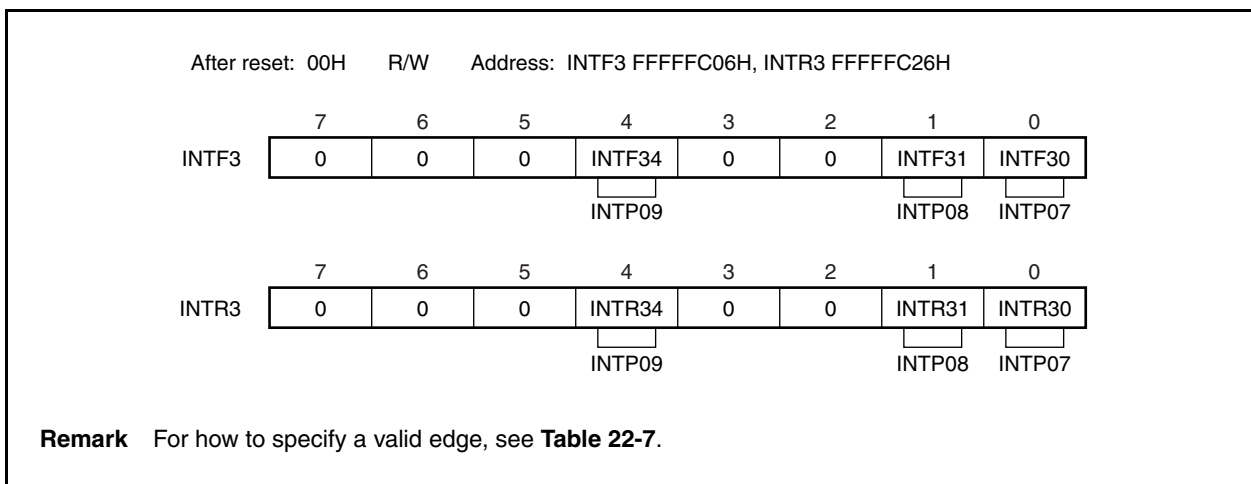 After reset: 00H R/W Address: INTF3 FFFFFC06H, INTR3 FFFFFC26H
7 6 5 4 3 2 1 0
INTF3 0 0 0 INTF34 0 0 INTF31 INTF30
INTP09 INTP08 INTP07
7 6 5 4 3 2 1 0
INTR3 0 0 0 INTR34 0 0 INTR31 INTR30
INTP09 INTP08 INTP07
Remark For how to specify a valid edge, see Table 22-7.